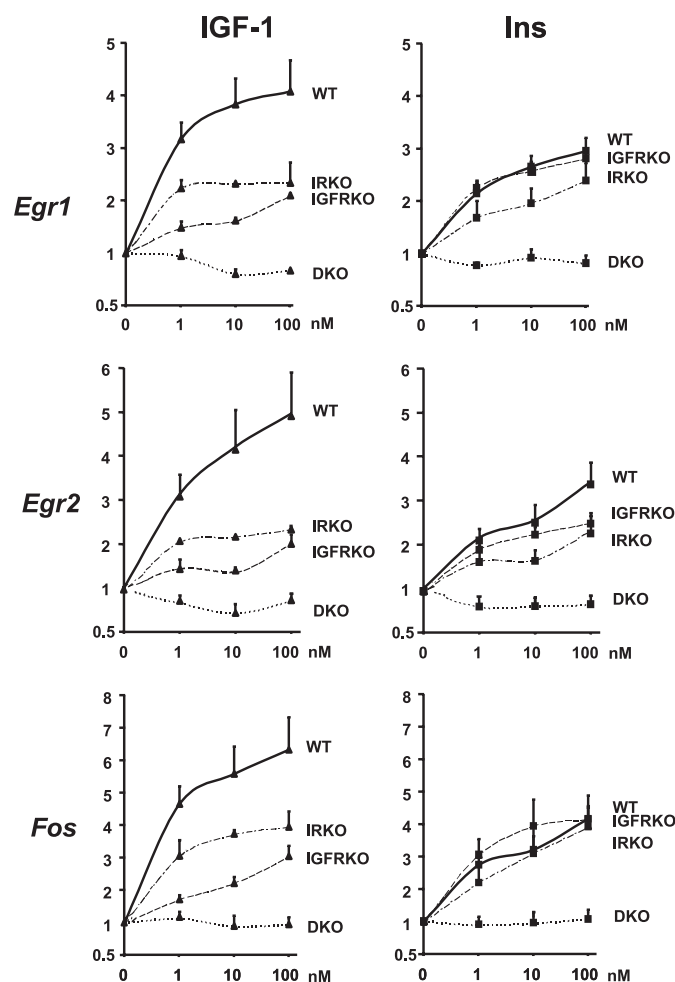 IGF-1 Ins
Egr1
5
4
3
2
1
0.5
WT
IRKO
IGFRKO
DKO
0 1 10 100 nM
5
4
3
2
1
0.5
WT
IGFRKO
IRKO
DKO
0 1 10 100 nM
Egr2
6
5
4
3
2
1
0.5
WT
IRKO
IGFRKO
DKO
0 1 10 100 nM
6
5
4
3
2
1
0.5
WT
IGFRKO
IRKO
DKO
0 1 10 100 nM
Fos
8
7
6
5
4
3
2
1
0.5
WT
IRKO
IGFRKO
DKO
0 1 10 100 nM
8
7
6
5
4
3
2
1
0.5
WT
IGFRKO
IRKO
DKO
0 1 10 100 nM